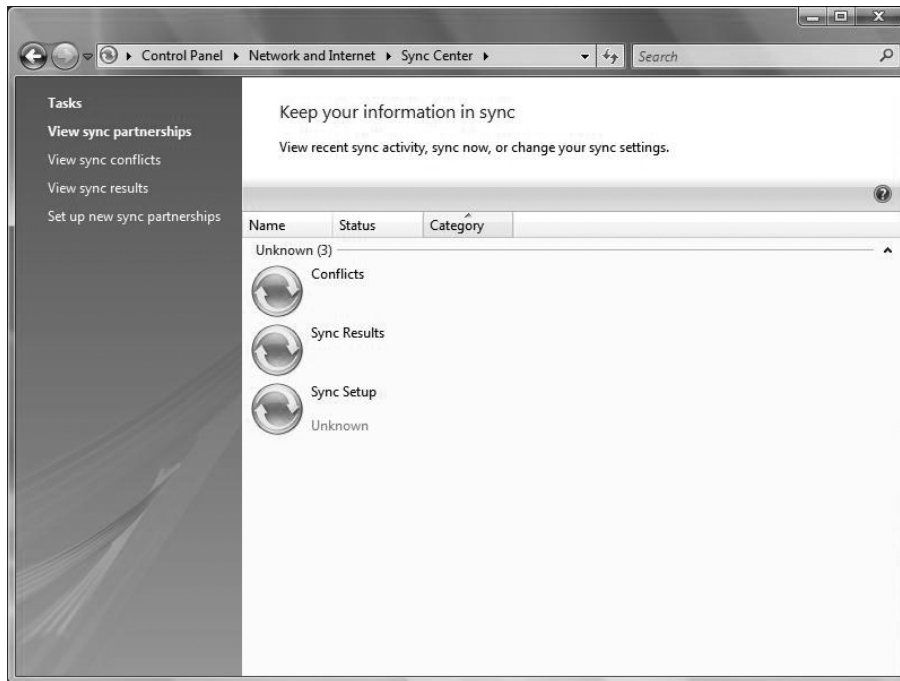 Control Panel ▸ Network and Internet ▸ Sync Center ▸
Search
Tasks
View sync partnerships
View sync conflicts
View sync results
Set up new sync partnerships
Keep your information in sync
View recent sync activity, sync now, or change your sync settings.
Name Status Category
Unknown (3)
Conflicts
Sync Results
Sync Setup
Unknown